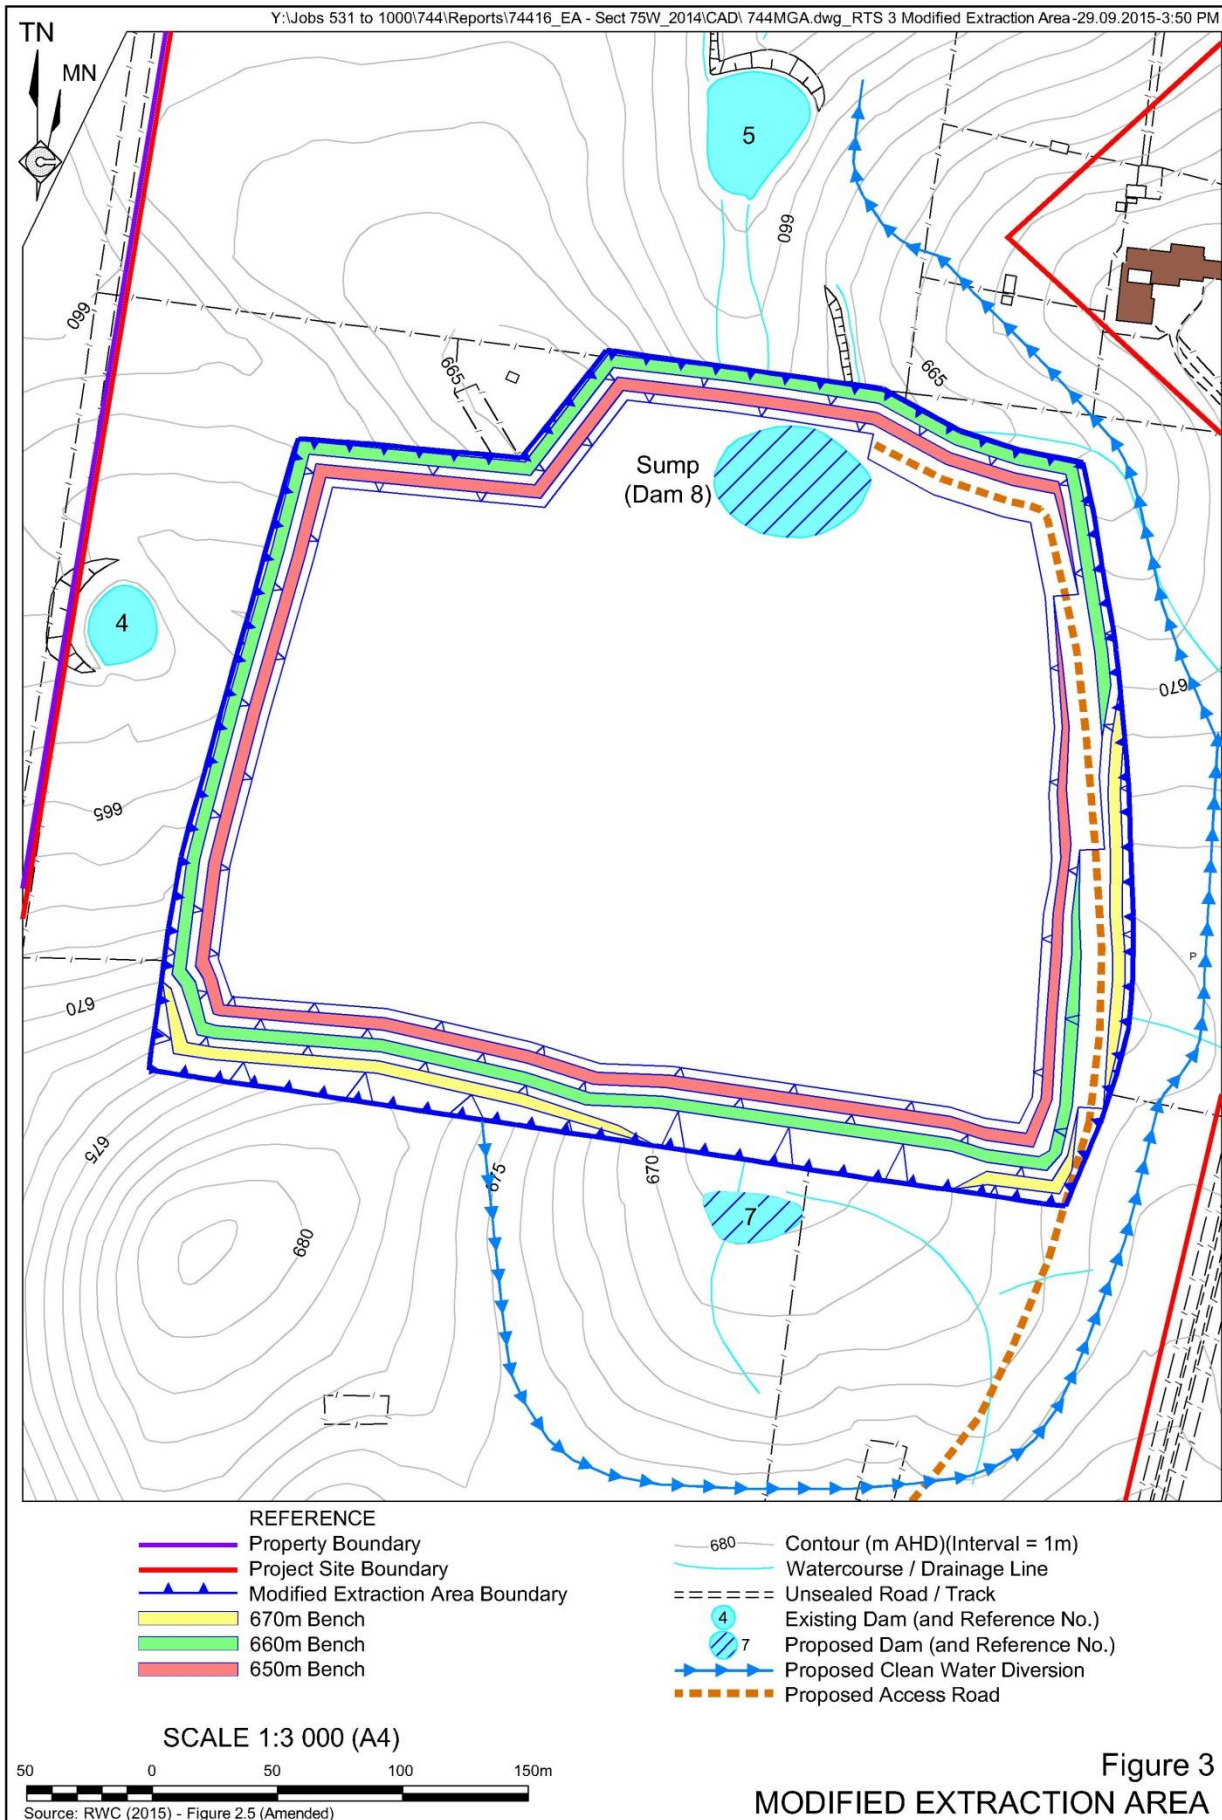 Y:\Jobs 531 to 1000\744\Reports\74416_EA - Sect 75W_2014\CAD\ 744MGA.dwg_RTS 3 Modified Extraction Area-29.09.2015-3:50 PM
TN
MN
5
660
660
665
665
Sump
(Dam 8)
4
670
665
P
670
675
675
670
7
680
REFERENCE
Property Boundary
Project Site Boundary
Modified Extraction Area Boundary
670m Bench
660m Bench
650m Bench
680 Contour (m AHD)(Interval = 1m)
Watercourse / Drainage Line
Unsealed Road / Track
4 Existing Dam (and Reference No.)
7 Proposed Dam (and Reference No.)
Proposed Clean Water Diversion
Proposed Access Road
SCALE 1:3 000 (A4)
50 0 50 100 150m
Source: RWC (2015) - Figure 2.5 (Amended)
Figure 3
MODIFIED EXTRACTION AREA